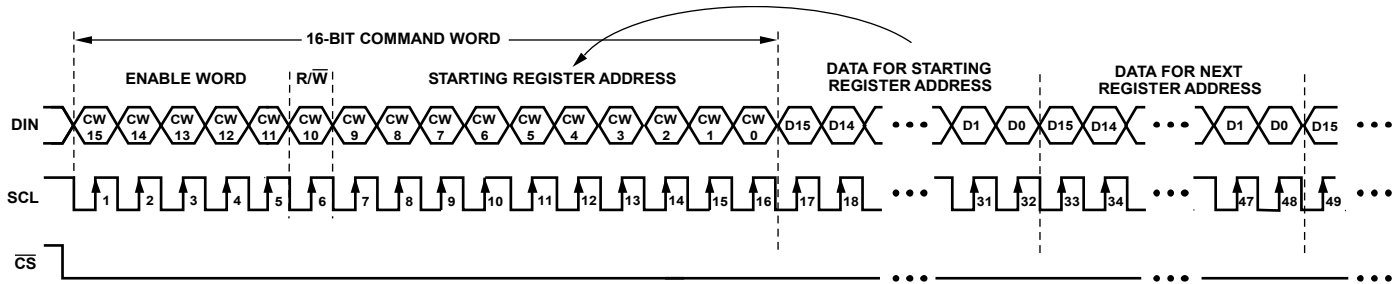 16-BIT COMMAND WORD
ENABLE WORD
R/W̅
STARTING REGISTER ADDRESS
DATA FOR STARTING
REGISTER ADDRESS
DATA FOR NEXT
REGISTER ADDRESS
DIN
CW 15
CW 14
CW 13
CW 12
CW 11
CW 10
CW 9
CW 8
CW 7
CW 6
CW 5
CW 4
CW 3
CW 2
CW 1
CW 0
D15
D14
D1
D0
D15
D14
D1
D0
D15
SCL
1
2
3
4
5
6
7
8
9
10
11
12
13
14
15
16
17
18
31
32
33
34
47
48
49
C̅S̅